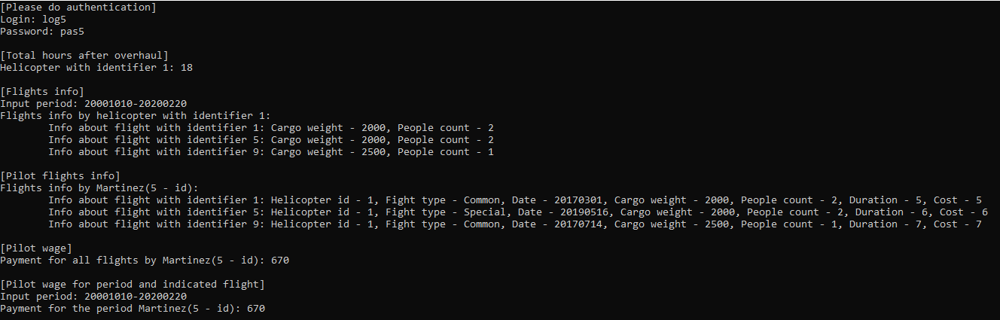 [Please do authentication]
Login: log5
Password: pas5
[Total hours after overhaul]
Helicopter with identifier 1: 18
[Flights info]
Input period: 20001010-20200220
Flights info by helicopter with identifier 1:
Info about flight with identifier 1: Cargo weight - 2000, People count - 2
Info about flight with identifier 5: Cargo weight - 2000, People count - 2
Info about flight with identifier 9: Cargo weight - 2500, People count - 1
[Pilot flights info]
Flights info by Martinez(5 - id):
Info about flight with identifier 1: Helicopter id - 1, Fight type - Common, Date - 20170301, Cargo weight - 2000, People count - 2, Duration - 5, Cost - 5
Info about flight with identifier 5: Helicopter id - 1, Fight type - Special, Date - 20190516, Cargo weight - 2000, People count - 2, Duration - 6, Cost - 6
Info about flight with identifier 9: Helicopter id - 1, Fight type - Common, Date - 20170714, Cargo weight - 2500, People count - 1, Duration - 7, Cost - 7
[Pilot wage]
Payment for all flights by Martinez(5 - id): 670
[Pilot wage for period and indicated flight]
Input period: 20001010-20200220
Payment for the period Martinez(5 - id): 670